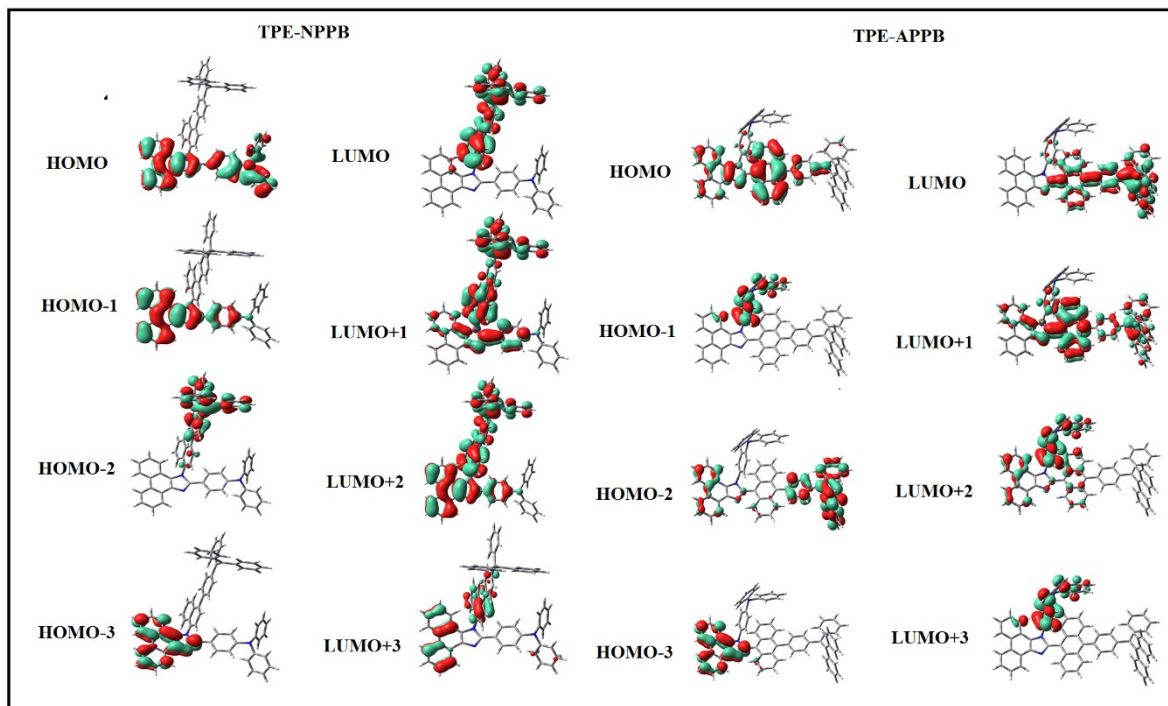 TPE-NPPB
TPE-APPB
HOMO
LUMO
HOMO
LUMO
HOMO-1
LUMO+1
HOMO-1
LUMO+1
HOMO-2
LUMO+2
HOMO-2
LUMO+2
HOMO-3
LUMO+3
HOMO-3
LUMO+3